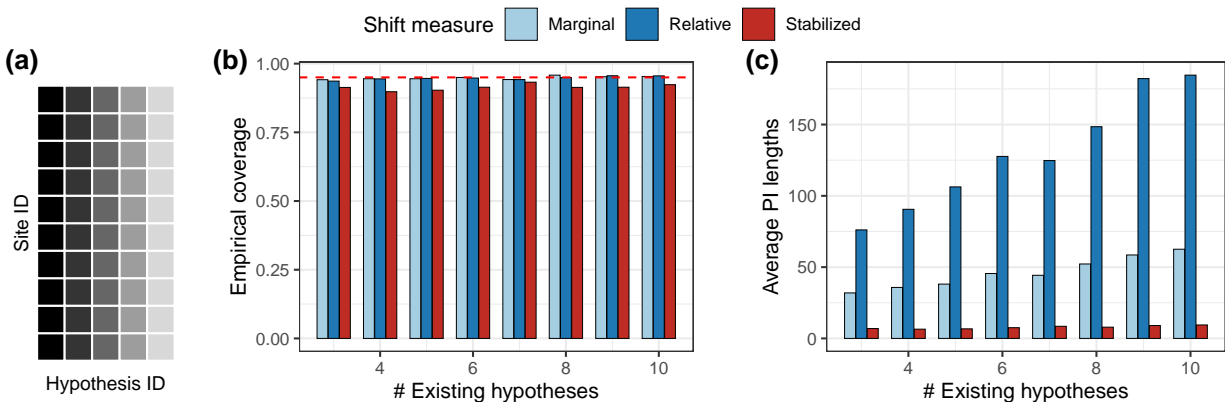 Shift measure Marginal Relative Stabilized
(a)
Site ID
Hypothesis ID
(b)
Empirical coverage
1.00
0.75
0.50
0.25
0.00
4 6 8 10
# Existing hypotheses
(c)
Average PI lengths
150
100
50
0
4 6 8 10
# Existing hypotheses